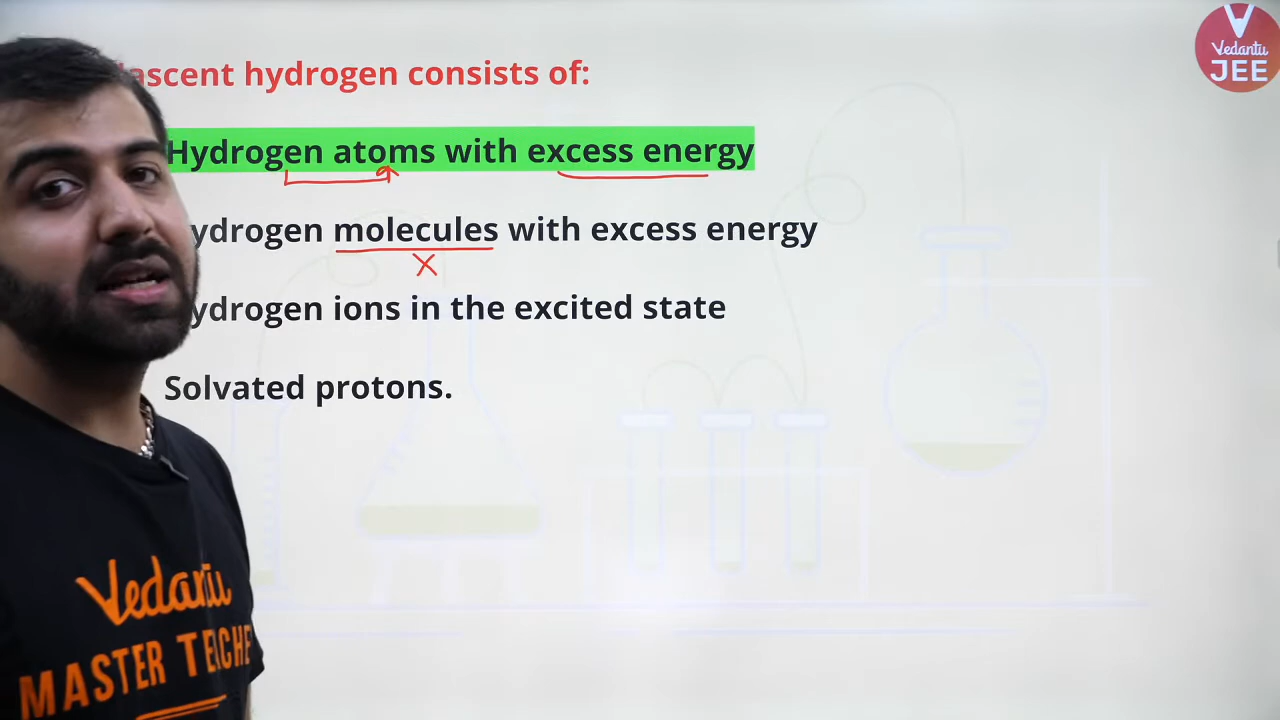 ascent hydrogen consists of:
Hydrogen atoms with excess energy
ydrogen molecules with excess energy
ydrogen ions in the excited state
Solvated protons.
Vedantu
JEE
Vedantu
MASTER TEACHE